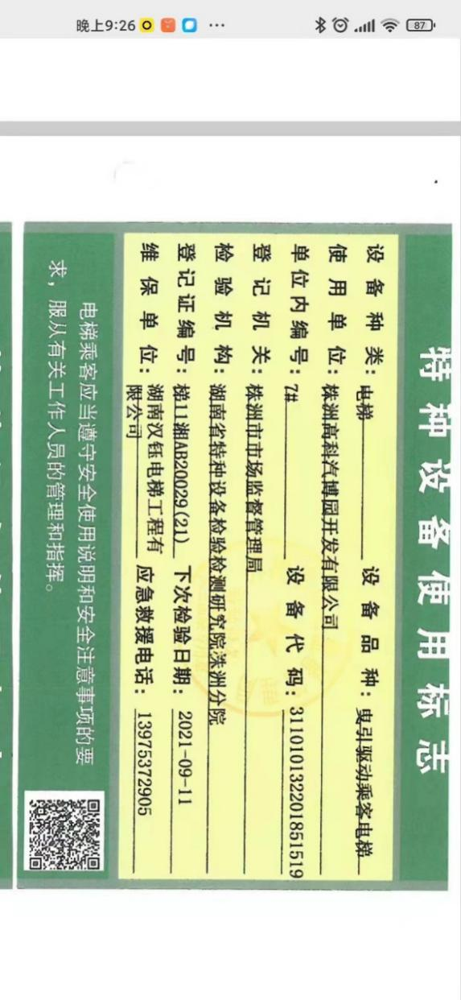 晚上9:26
87
特种设备使用标志
设备种类：电梯 设备品种：曳引驱动乘客电梯
使用单位：株洲高科汽博园开发有限公司
单位内编号：7# 设备代码：311010132201851519
登记机关：株洲市市场监督管理局
检验机构：湖南省特种设备检验检测研究院株洲分院
登记证编号：梯11湘AB20029(21) 下次检验日期：2021-09-11
维保单位：湖南汉钰电梯工程有限公司 应急救援电话：13975372905
电梯乘客应当遵守安全使用说明和安全注意事项的要
求，服从有关工作人员的管理和指挥。